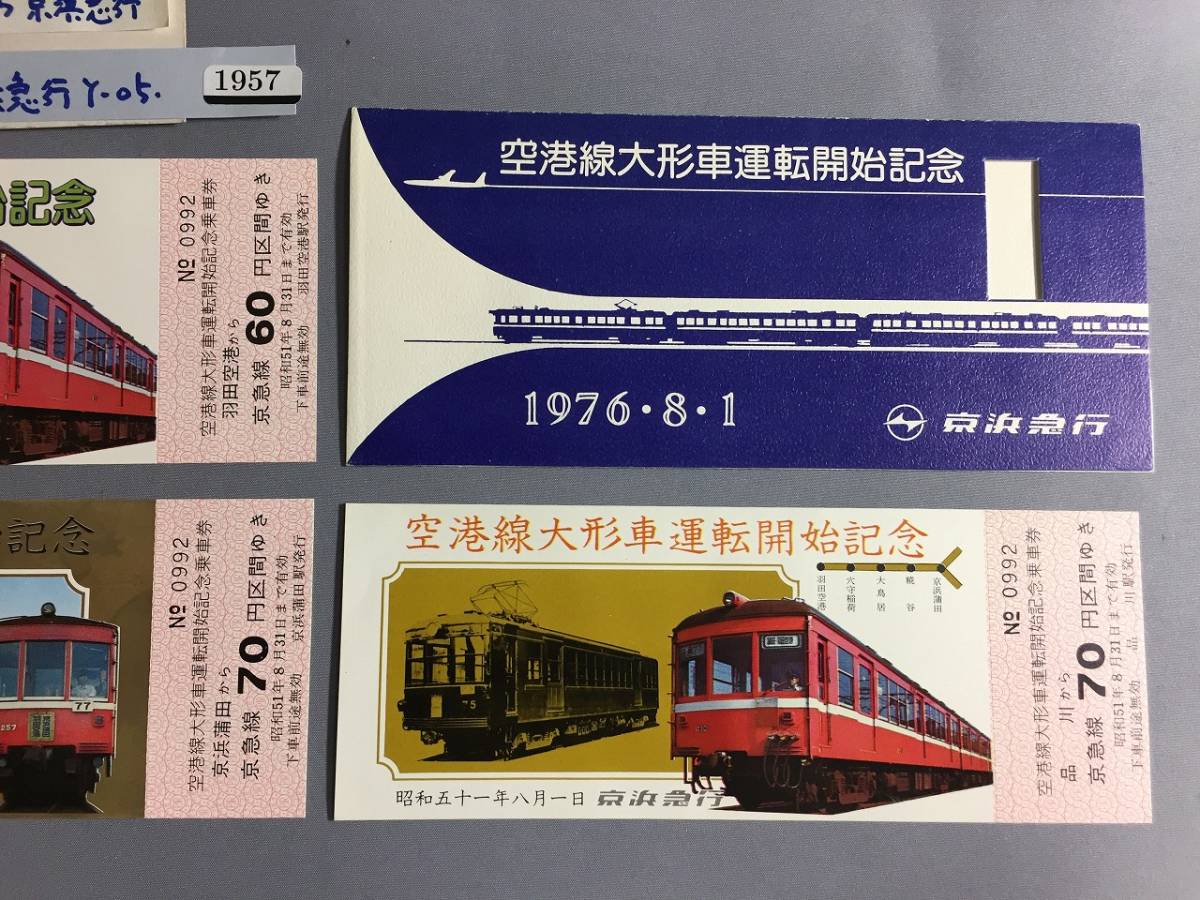 京浜急行
急行 Y-05.
1957
空港線大形車運転開始記念
1976・8・1
京浜急行
始記念
№ 0992
空港線大形車運転開始記念乗車券
羽田空港から
京急線 60 円区間ゆき
昭和51年8月31日まで有効
下車前途無効 羽田空港駅発行
記念
77
257
№ 0992
空港線大形車運転開始記念乗車券
京浜蒲田から
京急線 70 円区間ゆき
昭和51年8月31日まで有効
下車前途無効 京浜蒲田駅発行
空港線大形車運転開始記念
羽田空港
穴守稲荷
大鳥居
糀谷
京浜蒲田
75
昭和五十一年八月一日 京浜急行
№ 0992
空港線大形車運転開始記念乗車券
品川から
京急線 70 円区間ゆき
昭和51年8月31日まで有効
下車前途無効 品川駅発行